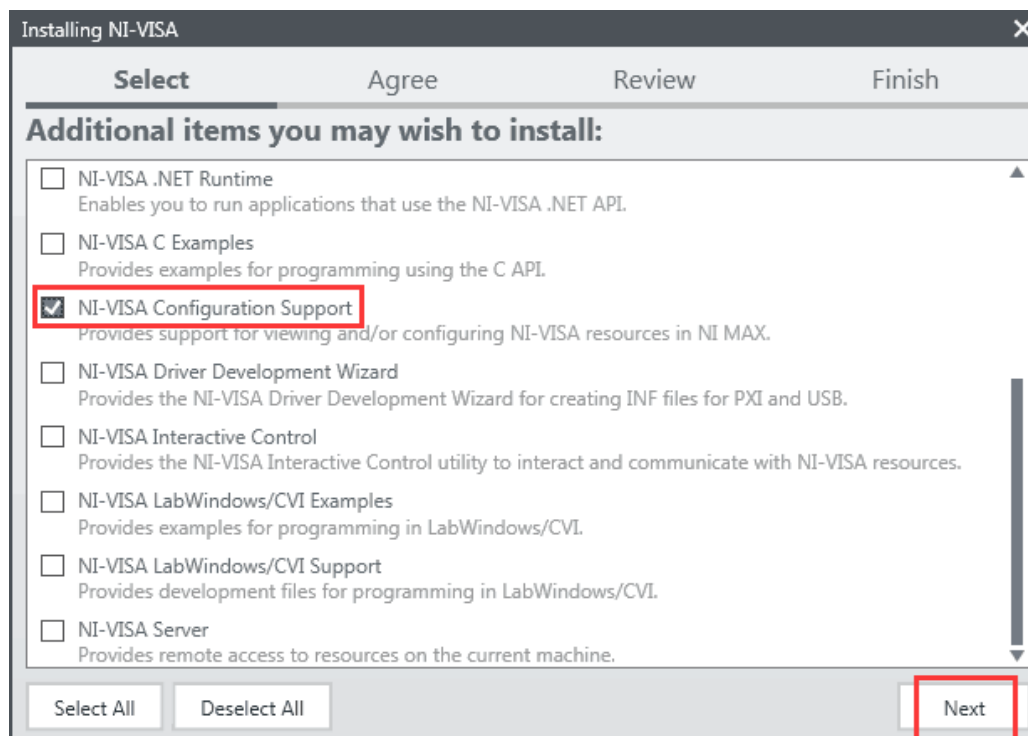 Installing NI-VISA
Select Agree Review Finish
Additional items you may wish to install:
NI-VISA .NET Runtime
Enables you to run applications that use the NI-VISA .NET API.
NI-VISA C Examples
Provides examples for programming using the C API.
NI-VISA Configuration Support
Provides support for viewing and/or configuring NI-VISA resources in NI MAX.
NI-VISA Driver Development Wizard
Provides the NI-VISA Driver Development Wizard for creating INF files for PXI and USB.
NI-VISA Interactive Control
Provides the NI-VISA Interactive Control utility to interact and communicate with NI-VISA resources.
NI-VISA LabWindows/CVI Examples
Provides examples for programming in LabWindows/CVI.
NI-VISA LabWindows/CVI Support
Provides development files for programming in LabWindows/CVI.
NI-VISA Server
Provides remote access to resources on the current machine.
Select All Deselect All Next